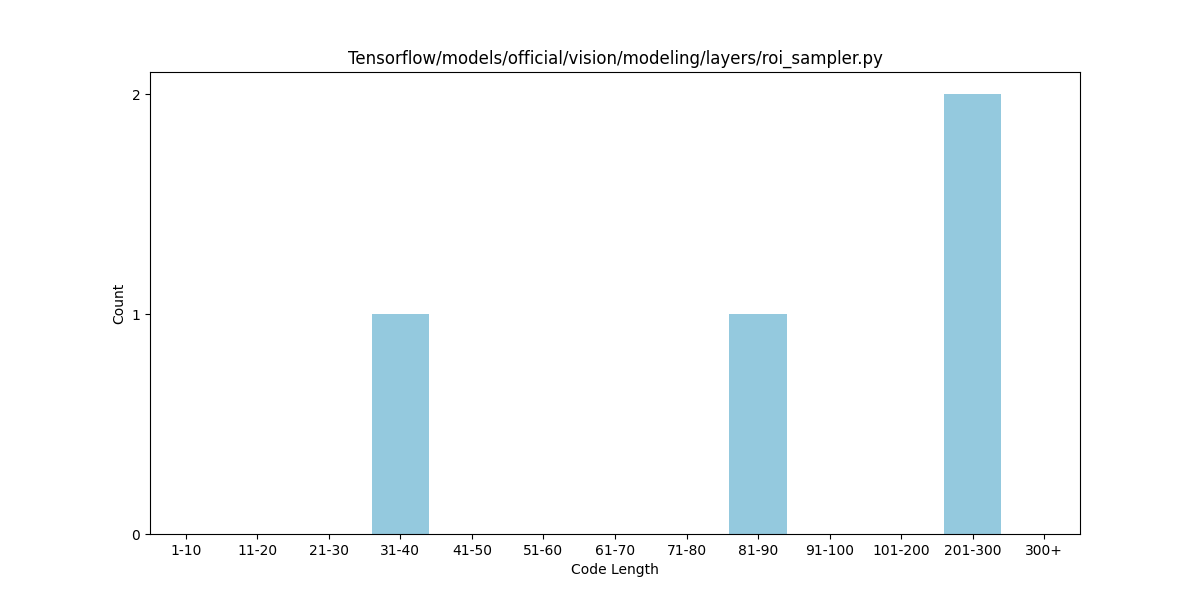 Tensorflow/models/official/vision/modeling/layers/roi_sampler.py
2
1
0
Count
1-10 11-20 21-30 31-40 41-50 51-60 61-70 71-80 81-90 91-100 101-200 201-300 300+
Code Length